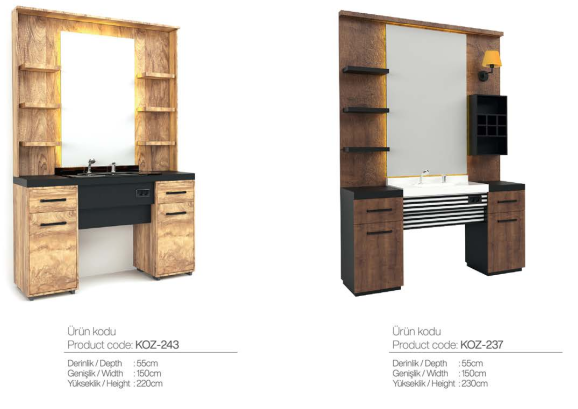 Ürün kodu
Product code: KOZ-243
Derinlik / Depth : 55cm
Genişlik / Width : 150cm
Yükseklik / Height : 220cm
Ürün kodu
Product code: KOZ-237
Derinlik / Depth : 55cm
Genişlik / Width : 150cm
Yükseklik / Height : 230cm